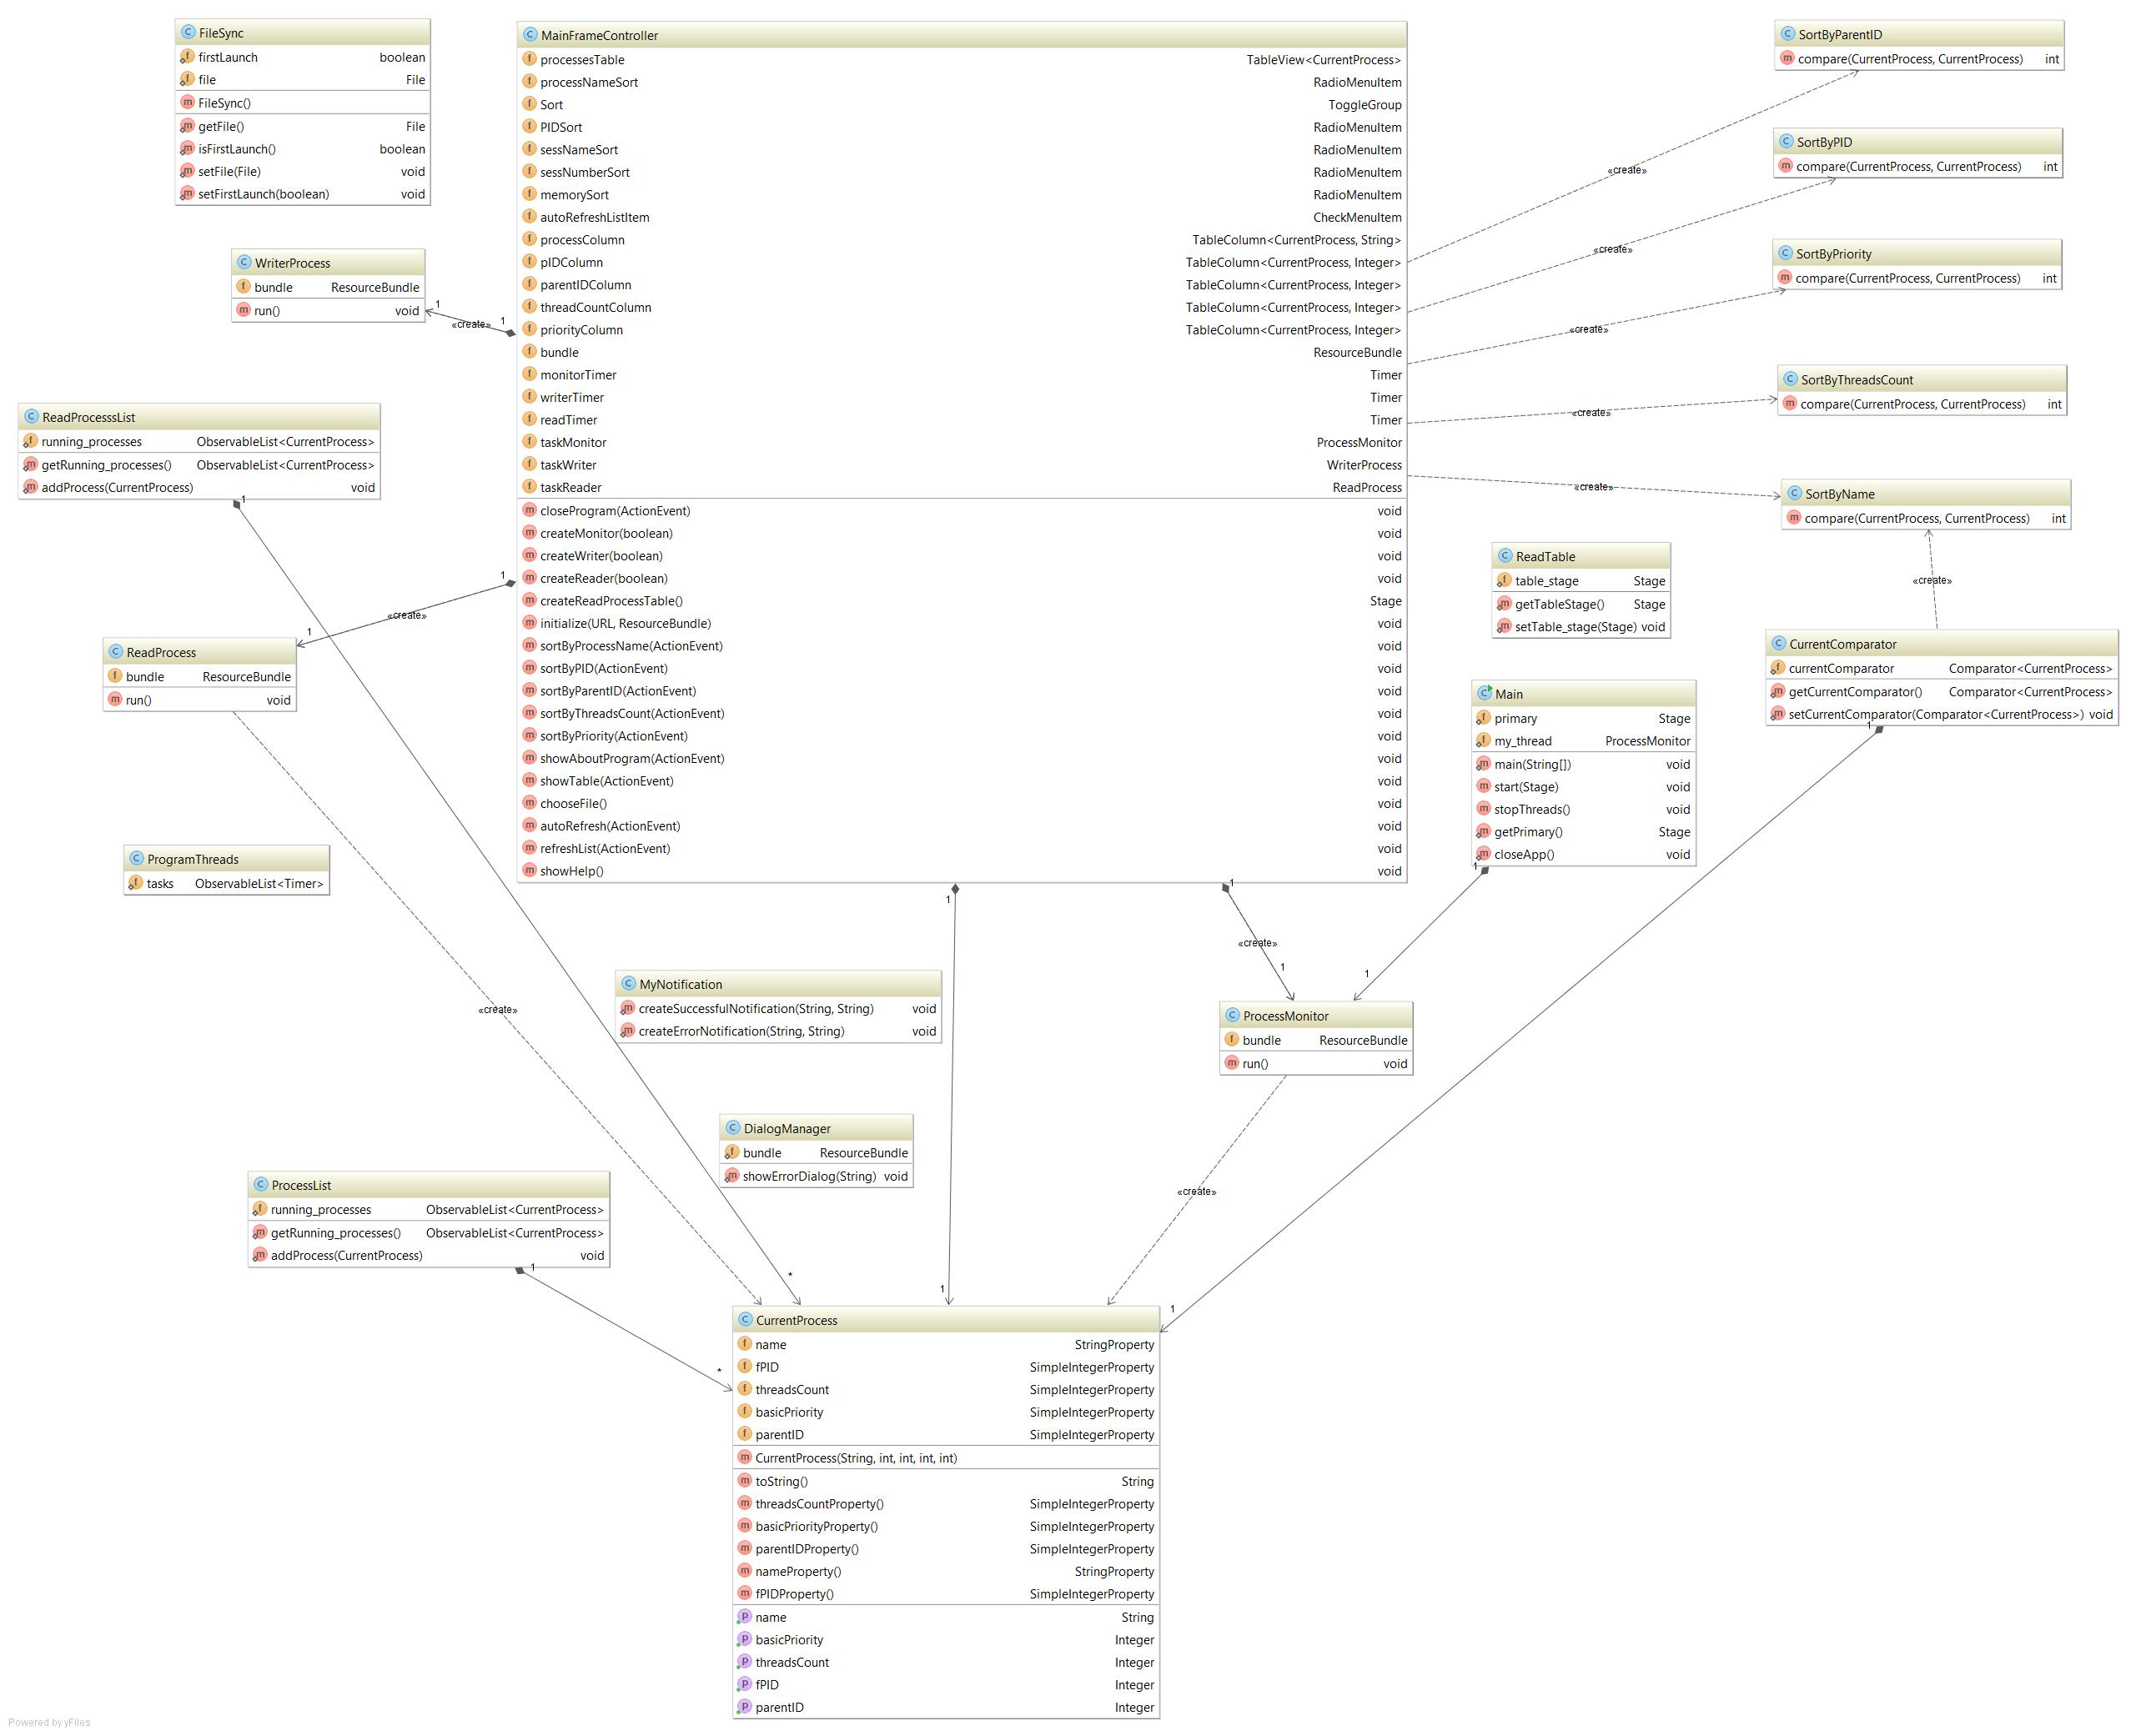 FileSync
firstLaunch boolean
file File
FileSync()
getFile() File
isFirstLaunch() boolean
setFile(File) void
setFirstLaunch(boolean) void
MainFrameController
processesTable TableView<CurrentProcess>
processNameSort RadioMenuItem
Sort ToggleGroup
PIDSort RadioMenuItem
sessNameSort RadioMenuItem
sessNumberSort RadioMenuItem
memorySort RadioMenuItem
autoRefreshListItem CheckMenuItem
processColumn TableColumn<CurrentProcess, String>
pIDColumn TableColumn<CurrentProcess, Integer>
parentIDColumn TableColumn<CurrentProcess, Integer>
threadCountColumn TableColumn<CurrentProcess, Integer>
priorityColumn TableColumn<CurrentProcess, Integer>
bundle ResourceBundle
monitorTimer Timer
writerTimer Timer
readTimer Timer
taskMonitor ProcessMonitor
taskWriter WriterProcess
taskReader ReadProcess
closeProgram(ActionEvent) void
createMonitor(boolean) void
createWriter(boolean) void
createReader(boolean) void
createReadProcessTable() Stage
initialize(URL, ResourceBundle) void
sortByProcessName(ActionEvent) void
sortByPID(ActionEvent) void
sortByParentID(ActionEvent) void
sortByThreadsCount(ActionEvent) void
sortByPriority(ActionEvent) void
showAboutProgram(ActionEvent) void
showTable(ActionEvent) void
chooseFile() void
autoRefresh(ActionEvent) void
refreshList(ActionEvent) void
showHelp() void
SortByParentID
compare(CurrentProcess, CurrentProcess) int
«create»
SortByPID
compare(CurrentProcess, CurrentProcess) int
«create»
SortByPriority
compare(CurrentProcess, CurrentProcess) int
«create»
SortByThreadsCount
compare(CurrentProcess, CurrentProcess) int
«create»
SortByName
compare(CurrentProcess, CurrentProcess) int
«create»
«create»
WriterProcess
bundle ResourceBundle
run() void
1
«create»
1
ReadProcesssList
running_processes ObservableList<CurrentProcess>
getRunning_processes() ObservableList<CurrentProcess>
addProcess(CurrentProcess) void
1
ReadProcess
bundle ResourceBundle
run() void
1
«create»
1
ReadTable
table_stage Stage
getTableStage() Stage
setTable_stage(Stage) void
CurrentComparator
currentComparator Comparator<CurrentProcess>
getCurrentComparator() Comparator<CurrentProcess>
setCurrentComparator(Comparator<CurrentProcess>) void
1
Main
primary Stage
my_thread ProcessMonitor
main(String[]) void
start(Stage) void
stopThreads() void
getPrimary() Stage
closeApp() void
1
ProgramThreads
tasks ObservableList<Timer>
1
1
«create»
1
1
«create»
MyNotification
createSuccessfulNotification(String, String) void
createErrorNotification(String, String) void
ProcessMonitor
bundle ResourceBundle
run() void
«create»
DialogManager
bundle ResourceBundle
showErrorDialog(String) void
ProcessList
running_processes ObservableList<CurrentProcess>
getRunning_processes() ObservableList<CurrentProcess>
addProcess(CurrentProcess) void
1
*
*
1
1
CurrentProcess
name StringProperty
fPID SimpleIntegerProperty
threadsCount SimpleIntegerProperty
basicPriority SimpleIntegerProperty
parentID SimpleIntegerProperty
CurrentProcess(String, int, int, int, int)
toString() String
threadsCountProperty() SimpleIntegerProperty
basicPriorityProperty() SimpleIntegerProperty
parentIDProperty() SimpleIntegerProperty
nameProperty() StringProperty
fPIDProperty() SimpleIntegerProperty
name String
basicPriority Integer
threadsCount Integer
fPID Integer
parentID Integer
Powered by yFiles